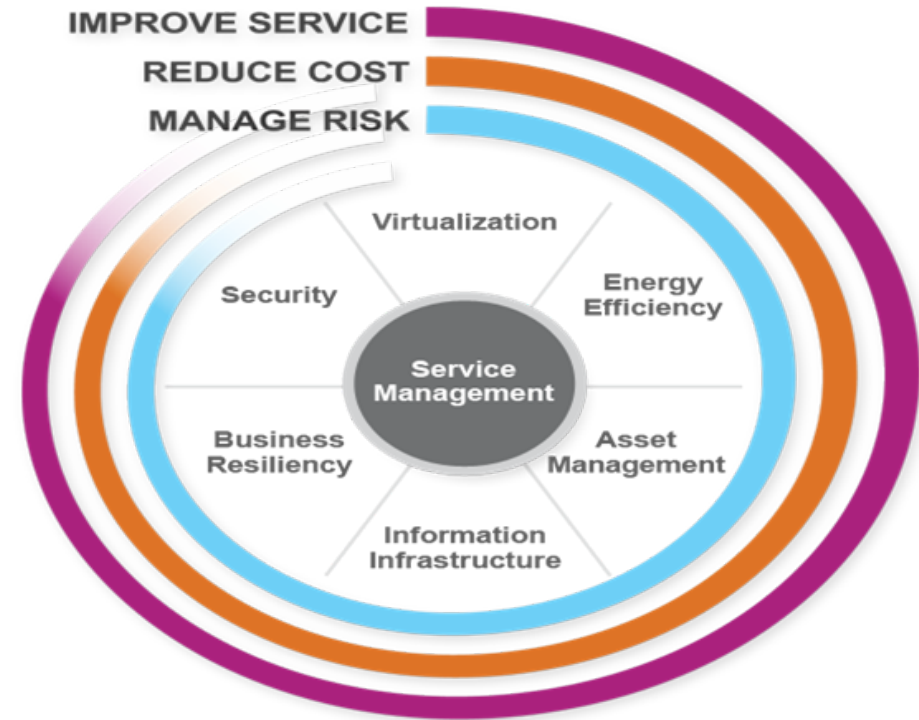 IMPROVE SERVICE
REDUCE COST
MANAGE RISK
Virtualization
Security
Energy
Efficiency
Service
Management
Business
Resiliency
Asset
Management
Information
Infrastructure